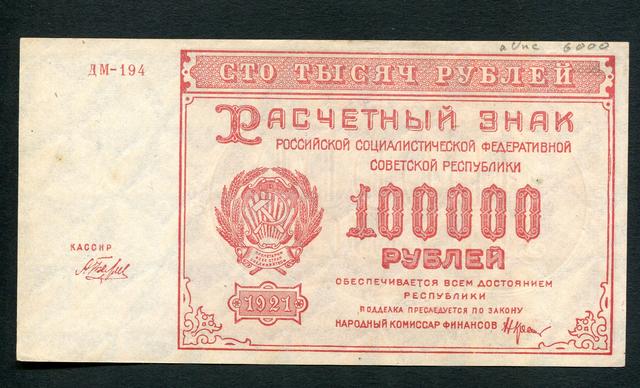 6000
ДМ-194
СТО ТЫСЯЧ РУБЛЕЙ
РАСЧЕТНЫЙ ЗНАК
РОССИЙСКОЙ СОЦИАЛИСТИЧЕСКОЙ ФЕДЕРАТИВНОЙ
СОВЕТСКОЙ РЕСПУБЛИКИ
100000
РУБЛЕЙ
КАССИР
1921
ОБЕСПЕЧИВАЕТСЯ ВСЕМ ДОСТОЯНИЕМ
РЕСПУБЛИКИ
ПОДДЕЛКА ПРЕСЛЕДУЕТСЯ ПО ЗАКОНУ
НАРОДНЫЙ КОМИССАР ФИНАНСОВ